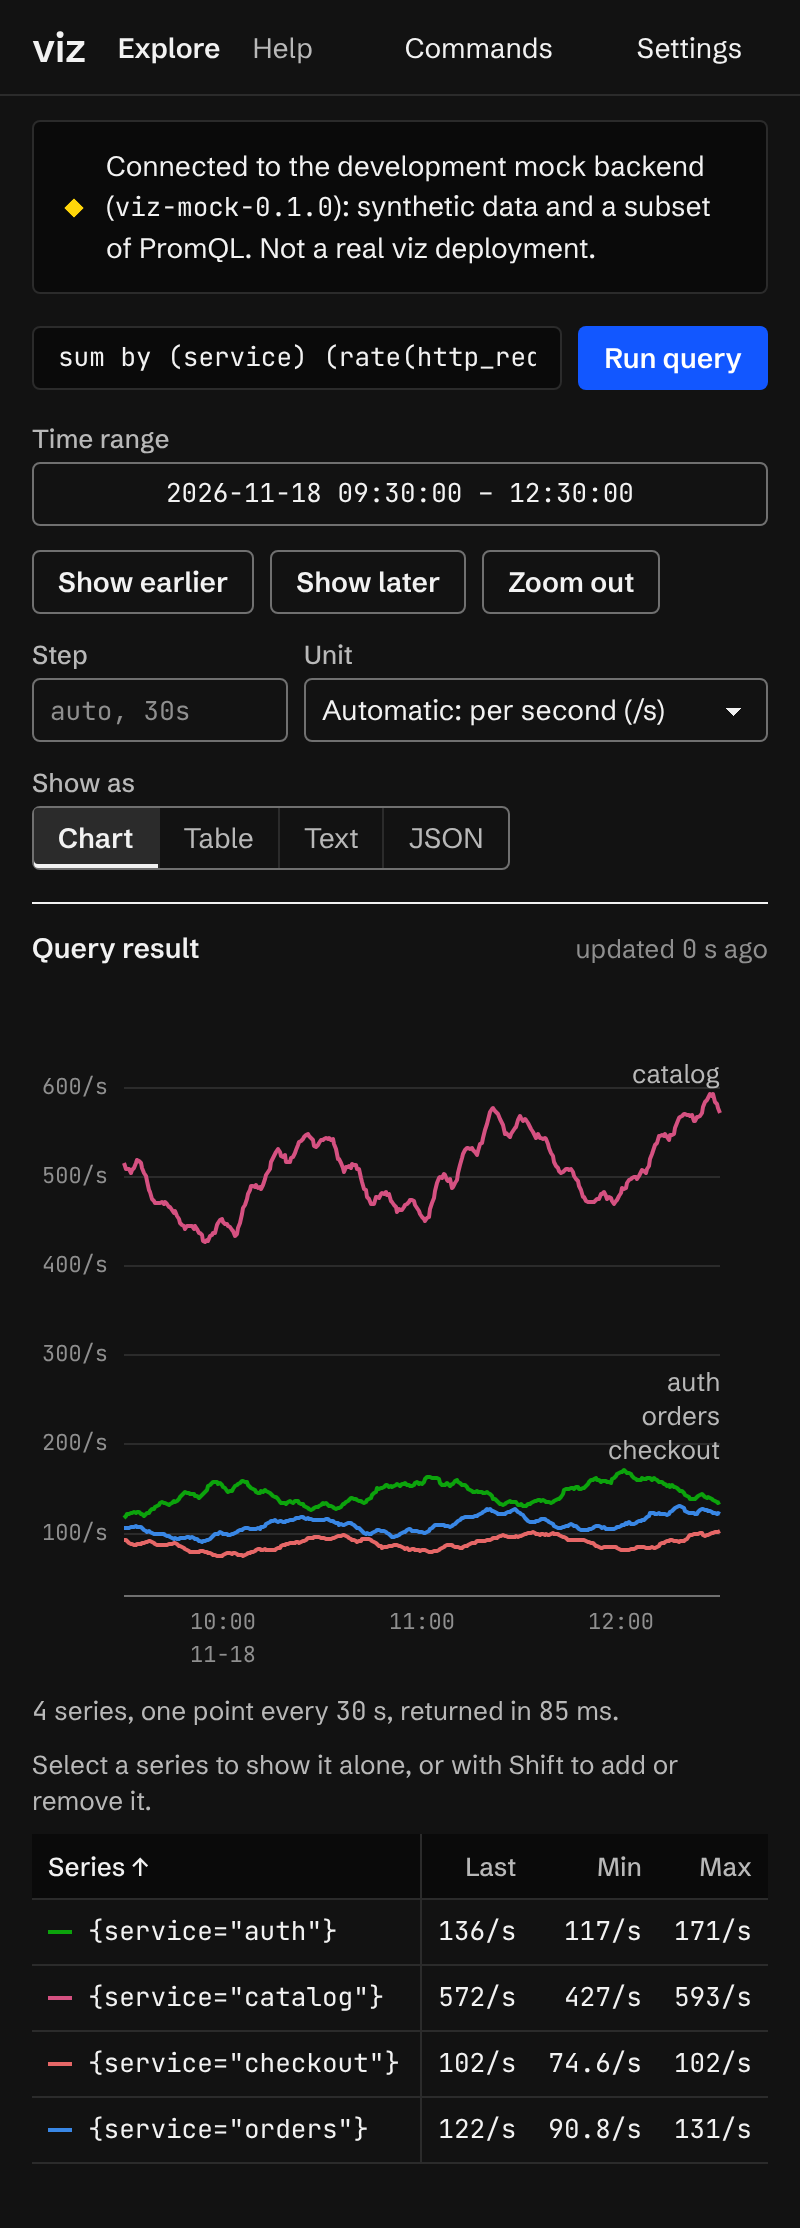 viz Explore Help Commands Settings
Connected to the development mock backend
(viz-mock-0.1.0): synthetic data and a subset
of PromQL. Not a real viz deployment.
sum by (service) (rate(http_rec Run query
Time range
2026-11-18 09:30:00 – 12:30:00
Show earlier Show later Zoom out
Step Unit
auto, 30s Automatic: per second (/s)
Show as
Chart Table Text JSON
Query result updated 0 s ago
catalog
600/s
500/s
400/s
300/s
auth
orders
200/s
checkout
100/s
10:00 11:00 12:00
11-18
4 series, one point every 30 s, returned in 85 ms.
Select a series to show it alone, or with Shift to add or
remove it.
Series ↑ Last Min Max
{service="auth"} 136/s 117/s 171/s
{service="catalog"} 572/s 427/s 593/s
{service="checkout"} 102/s 74.6/s 102/s
{service="orders"} 122/s 90.8/s 131/s